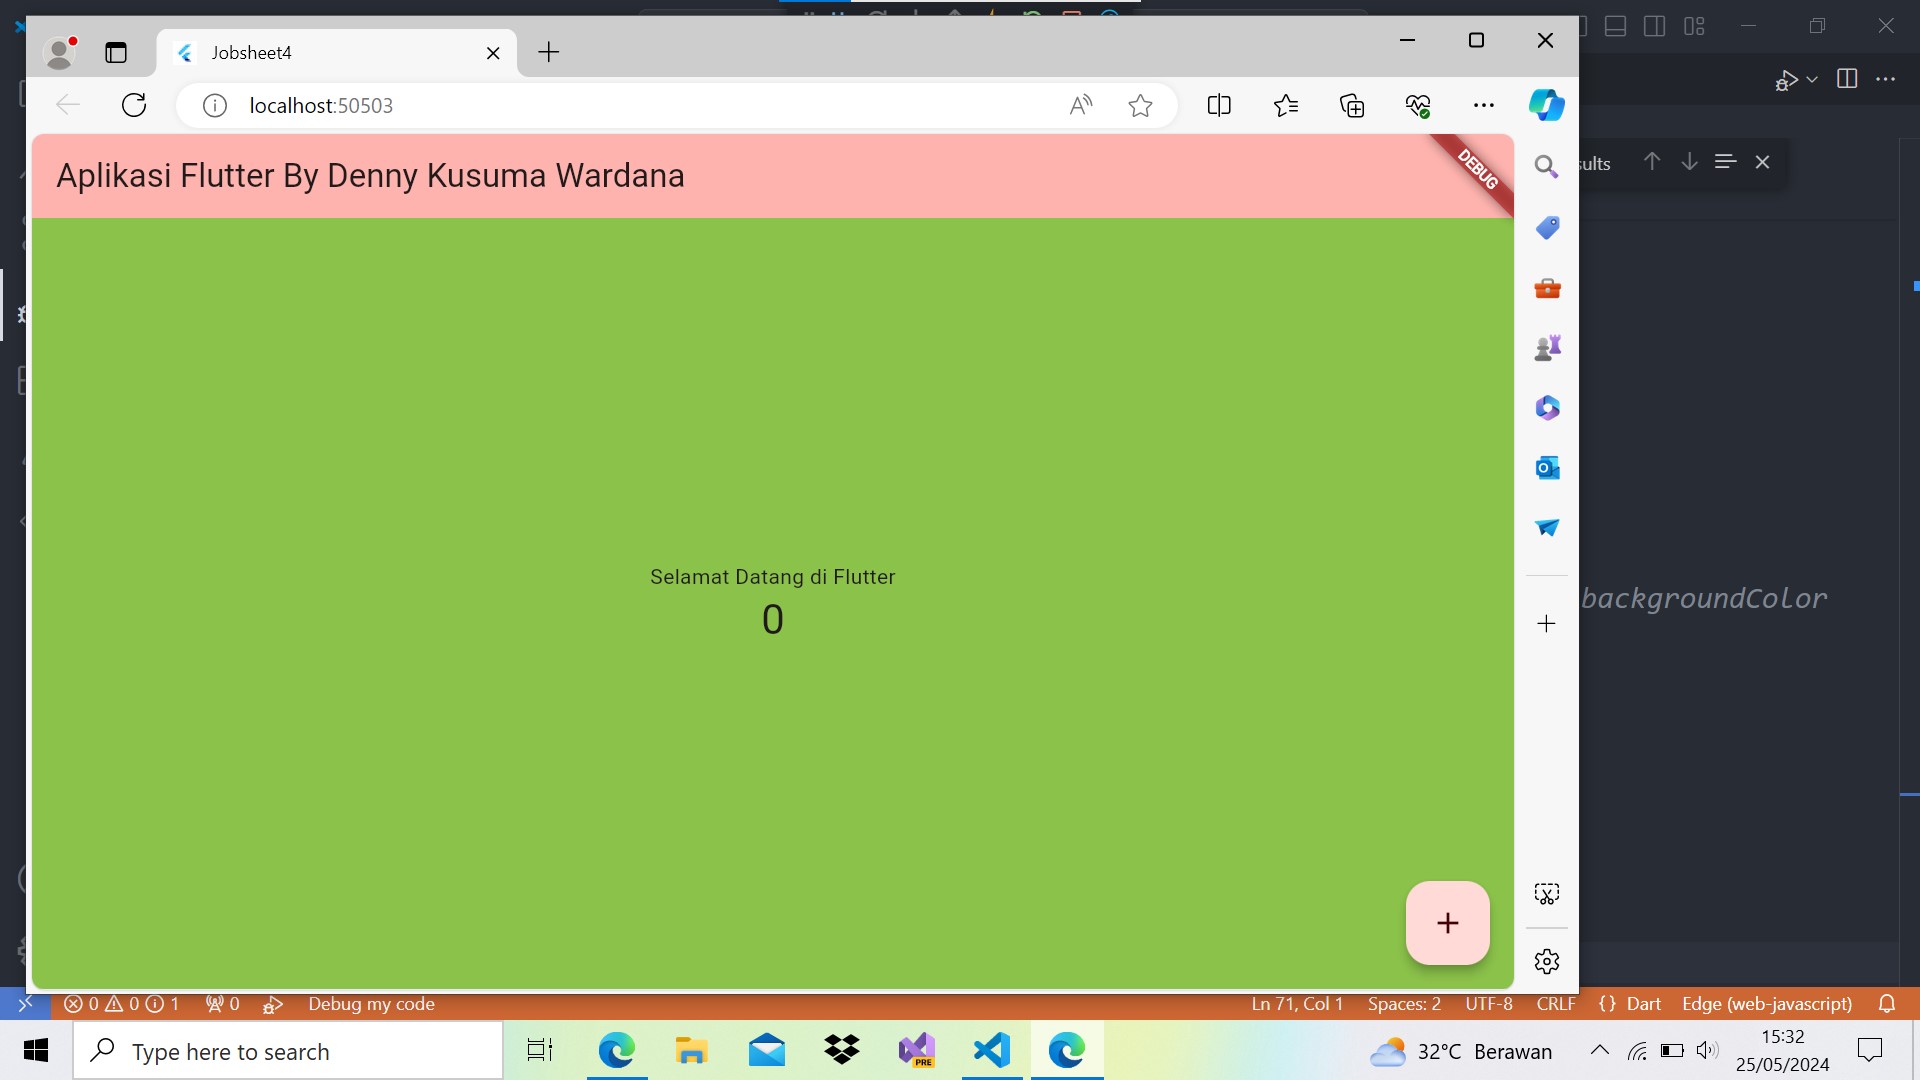 Jobsheet4
localhost:50503
Aplikasi Flutter By Denny Kusuma Wardana
DEBUG
Selamat Datang di Flutter
0
+
backgroundColor
0 0 1 0 Debug my code Ln 71, Col 1 Spaces: 2 UTF-8 CRLF {} Dart Edge (web-javascript)
Type here to search
PRE
32°C Berawan
15:32
25/05/2024